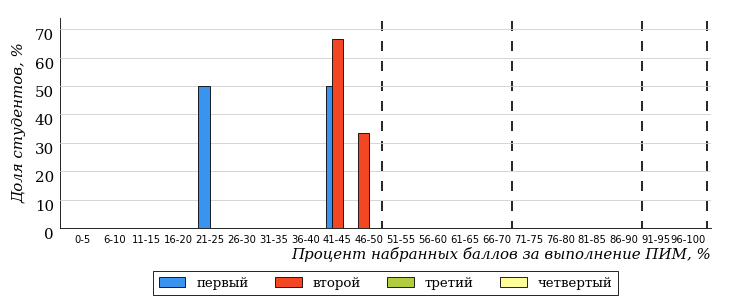 Доля студентов, %
70
60
50
40
30
20
10
0
0-5 6-10 11-15 16-20 21-25 26-30 31-35 36-40 41-45 46-50 51-55 56-60 61-65 66-70 71-75 76-80 81-85 86-90 91-95 96-100
Процент набранных баллов за выполнение ПИМ, %
первый второй третий четвертый